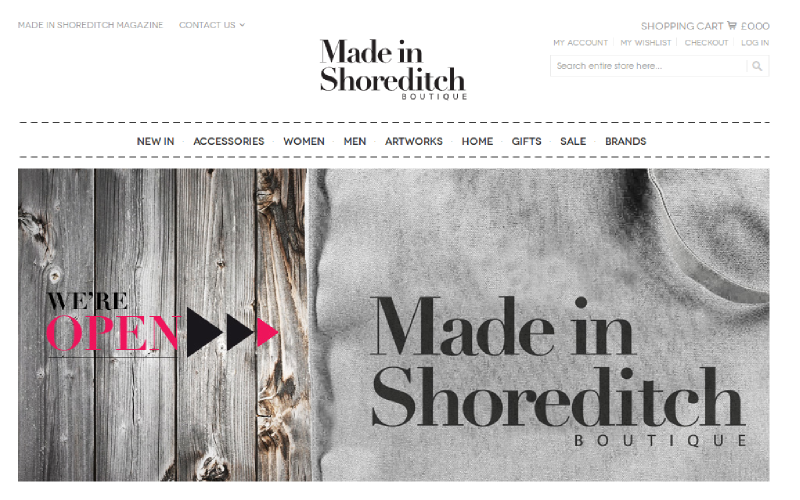 MADE IN SHOREDITCH MAGAZINE CONTACT US
SHOPPING CART £0.00
MY ACCOUNT MY WISHLIST CHECKOUT LOG IN
Search entire store here...
Made in
Shoreditch
BOUTIQUE
NEW IN ACCESSORIES WOMEN MEN ARTWORKS HOME GIFTS SALE BRANDS
WE'RE
OPEN
Made in
Shoreditch
BOUTIQUE